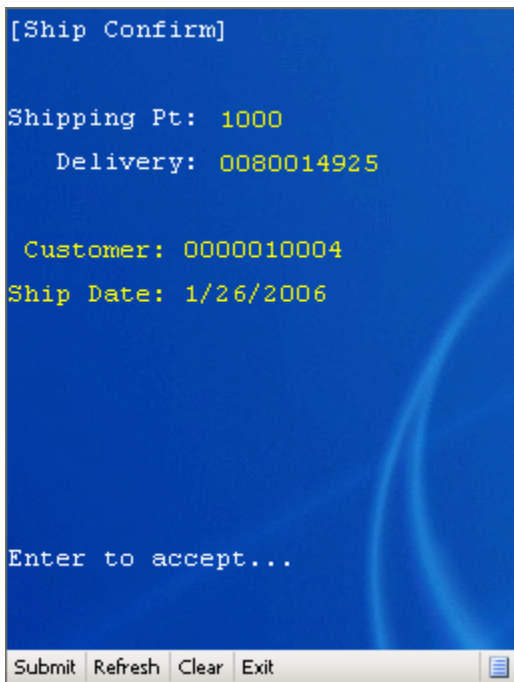 [Ship Confirm]
Shipping Pt: 1000
Delivery: 0080014925
Customer: 0000010004
Ship Date: 1/26/2006
Enter to accept...
Submit Refresh Clear Exit